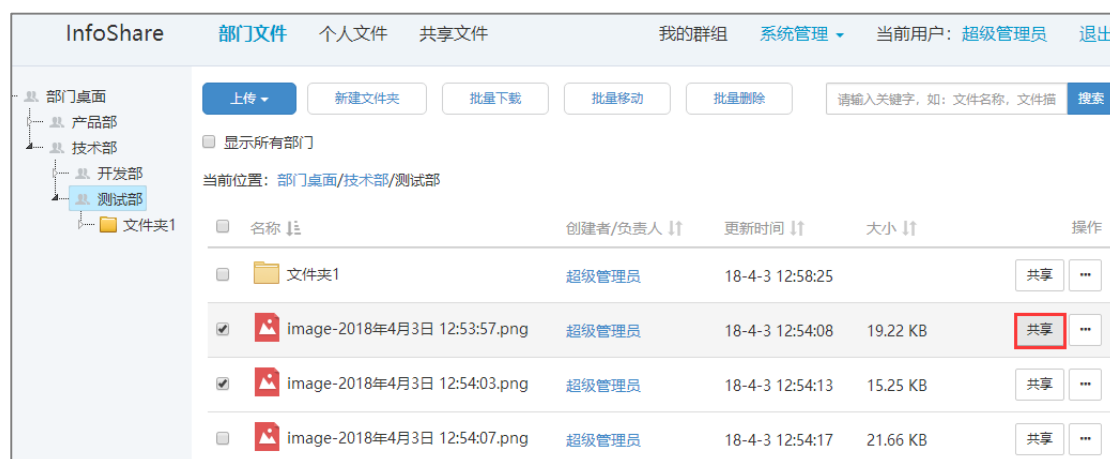 InfoShare 部门文件 个人文件 共享文件 我的群组 系统管理 当前用户：超级管理员 退出
部门桌面
产品部
技术部
开发部
测试部
文件夹1
上传 新建文件夹 批量下载 批量移动 批量删除 请输入关键字，如：文件名称，文件描 搜索
显示所有部门
当前位置：部门桌面/技术部/测试部
名称 创建者/负责人 更新时间 大小 操作
文件夹1 超级管理员 18-4-3 12:58:25 共享 ...
image-2018年4月3日 12:53:57.png 超级管理员 18-4-3 12:54:08 19.22 KB 共享 ...
image-2018年4月3日 12:54:03.png 超级管理员 18-4-3 12:54:13 15.25 KB 共享 ...
image-2018年4月3日 12:54:07.png 超级管理员 18-4-3 12:54:17 21.66 KB 共享 ...